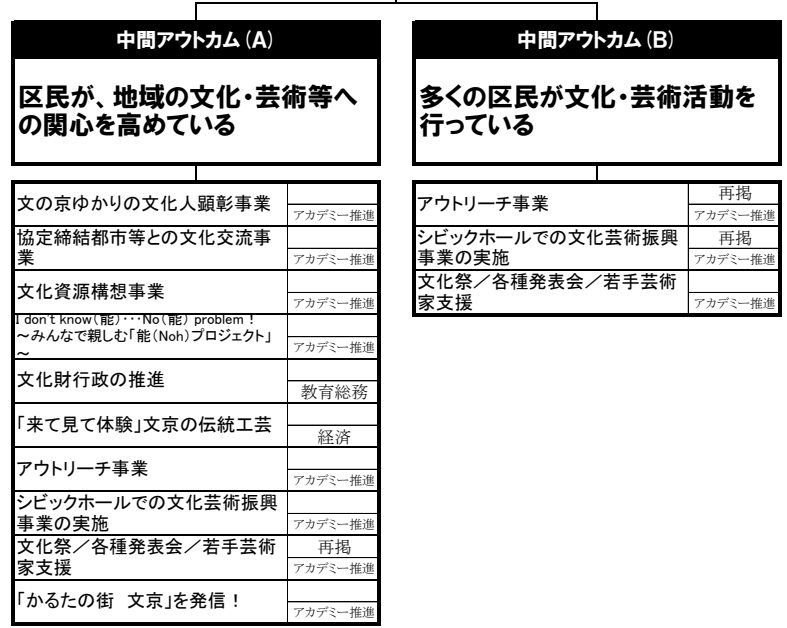 中間アウトカム(A)
区民が、地域の文化・芸術等へ
の関心を高めている
文の京ゆかりの文化人顕彰事業
アカデミー推進
協定締結都市等との文化交流事
業
アカデミー推進
文化資源構想事業
アカデミー推進
I don't know(能)・・・No(能) problem!
～みんなで親しむ「能(Noh)プロジェクト」
～
アカデミー推進
文化財行政の推進
教育総務
「来て見て体験」文京の伝統工芸
経済
アウトリーチ事業
アカデミー推進
シビックホールでの文化芸術振興
事業の実施
アカデミー推進
文化祭／各種発表会／若手芸術
家支援
再掲
アカデミー推進
「かるたの街　文京」を発信！
アカデミー推進
中間アウトカム(B)
多くの区民が文化・芸術活動を
行っている
アウトリーチ事業
再掲
アカデミー推進
シビックホールでの文化芸術振興
事業の実施
再掲
アカデミー推進
文化祭／各種発表会／若手芸術
家支援
アカデミー推進